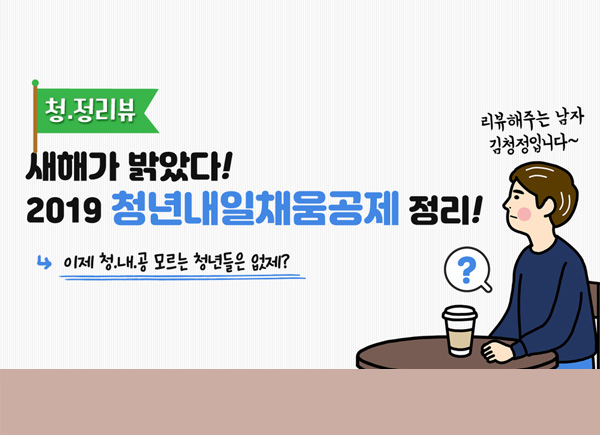 청.정리뷰
리뷰해주는 남자
김청정입니다~
새해가 밝았다!
2019 청년내일채움공제 정리!
이제 청.내.공 모르는 청년들은 없제?
?